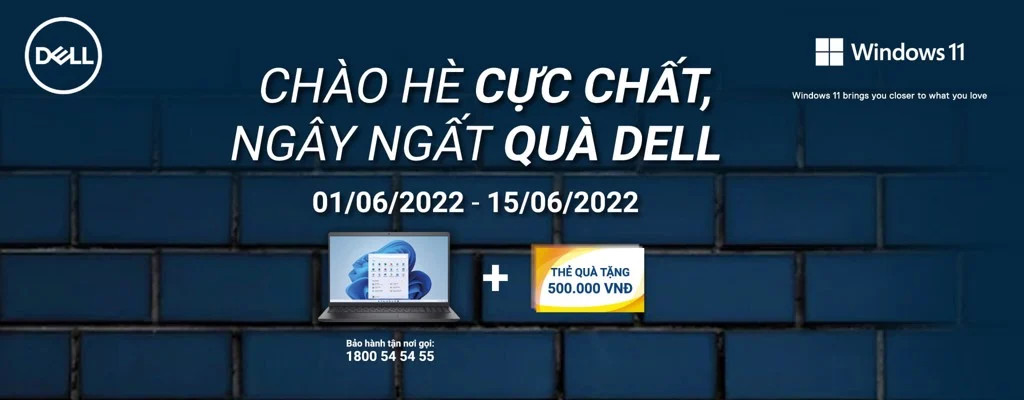 DELL
Windows 11
Windows 11 brings you closer to what you love
CHÀO HÈ CỰC CHẤT,
NGÂY NGẤT QUÀ DELL
01/06/2022 - 15/06/2022
+
THẺ QUÀ TẶNG
500.000 VNĐ
Bảo hành tận nơi gọi:
1800 54 54 55